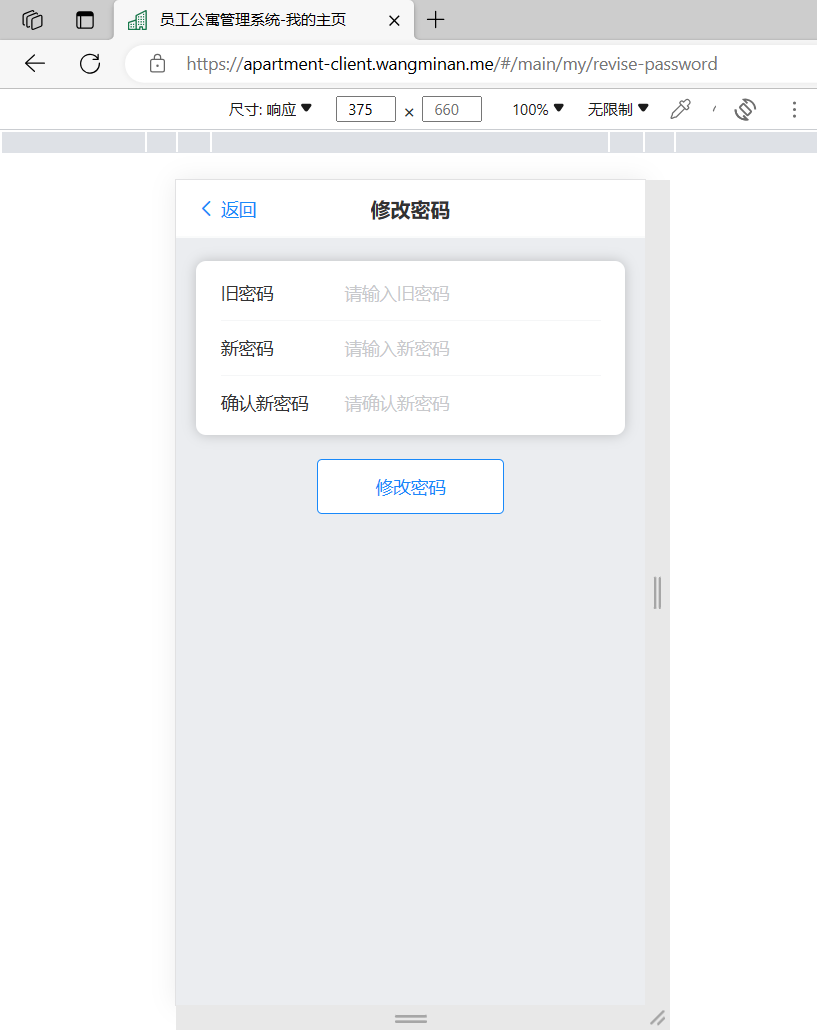 员工公寓管理系统-我的主页
https://apartment-client.wangminan.me/#/main/my/revise-password
尺寸: 响应 375 × 660 100% 无限制
返回 修改密码
旧密码 请输入旧密码
新密码 请输入新密码
确认新密码 请确认新密码
修改密码